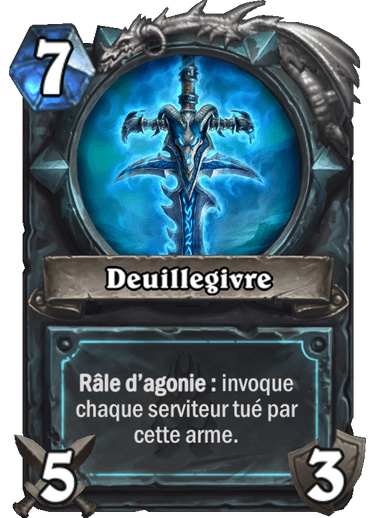 7
Deuillegivre
Râle d'agonie : invoque
chaque serviteur tué par
cette arme.
5
3